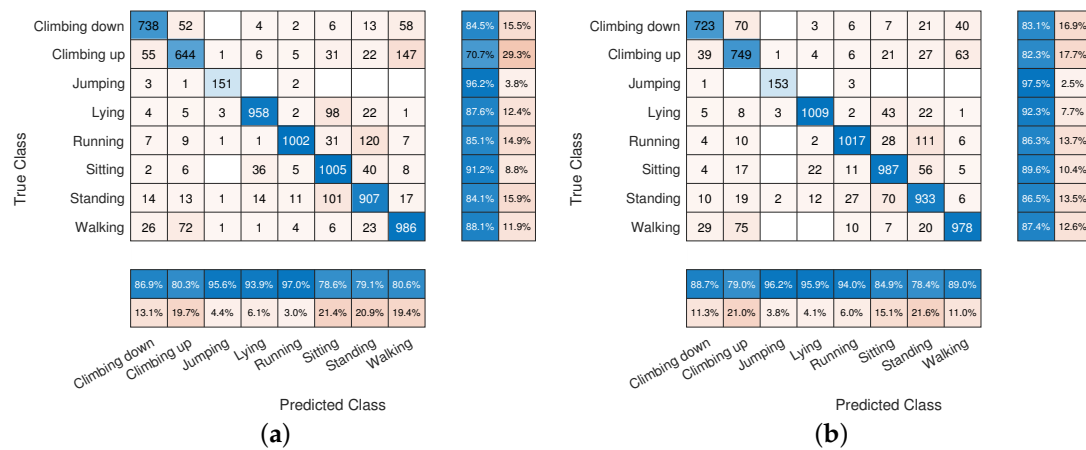 True Class
Climbing down 738 52 4 2 6 13 58 84.5% 15.5%
Climbing up 55 644 1 6 5 31 22 147 70.7% 29.3%
Jumping 3 1 151 2 96.2% 3.8%
Lying 4 5 3 958 2 98 22 1 87.6% 12.4%
Running 7 9 1 1 1002 31 120 7 85.1% 14.9%
Sitting 2 6 36 5 1005 40 8 91.2% 8.8%
Standing 14 13 1 14 11 101 907 17 84.1% 15.9%
Walking 26 72 1 1 4 6 23 986 88.1% 11.9%
86.9% 80.3% 95.6% 93.9% 97.0% 78.6% 79.1% 80.6%
13.1% 19.7% 4.4% 6.1% 3.0% 21.4% 20.9% 19.4%
Climbing down
Climbing up
Jumping
Lying
Running
Sitting
Standing
Walking
Predicted Class
(a)
True Class
Climbing down 723 70 3 6 7 21 40 83.1% 16.9%
Climbing up 39 749 1 4 6 21 27 63 82.3% 17.7%
Jumping 1 153 3 97.5% 2.5%
Lying 5 8 3 1009 2 43 22 1 92.3% 7.7%
Running 4 10 2 1017 28 111 6 86.3% 13.7%
Sitting 4 17 22 11 987 56 5 89.6% 10.4%
Standing 10 19 2 12 27 70 933 6 86.5% 13.5%
Walking 29 75 10 7 20 978 87.4% 12.6%
88.7% 79.0% 96.2% 95.9% 94.0% 84.9% 78.4% 89.0%
11.3% 21.0% 3.8% 4.1% 6.0% 15.1% 21.6% 11.0%
Climbing down
Climbing up
Jumping
Lying
Running
Sitting
Standing
Walking
Predicted Class
(b)